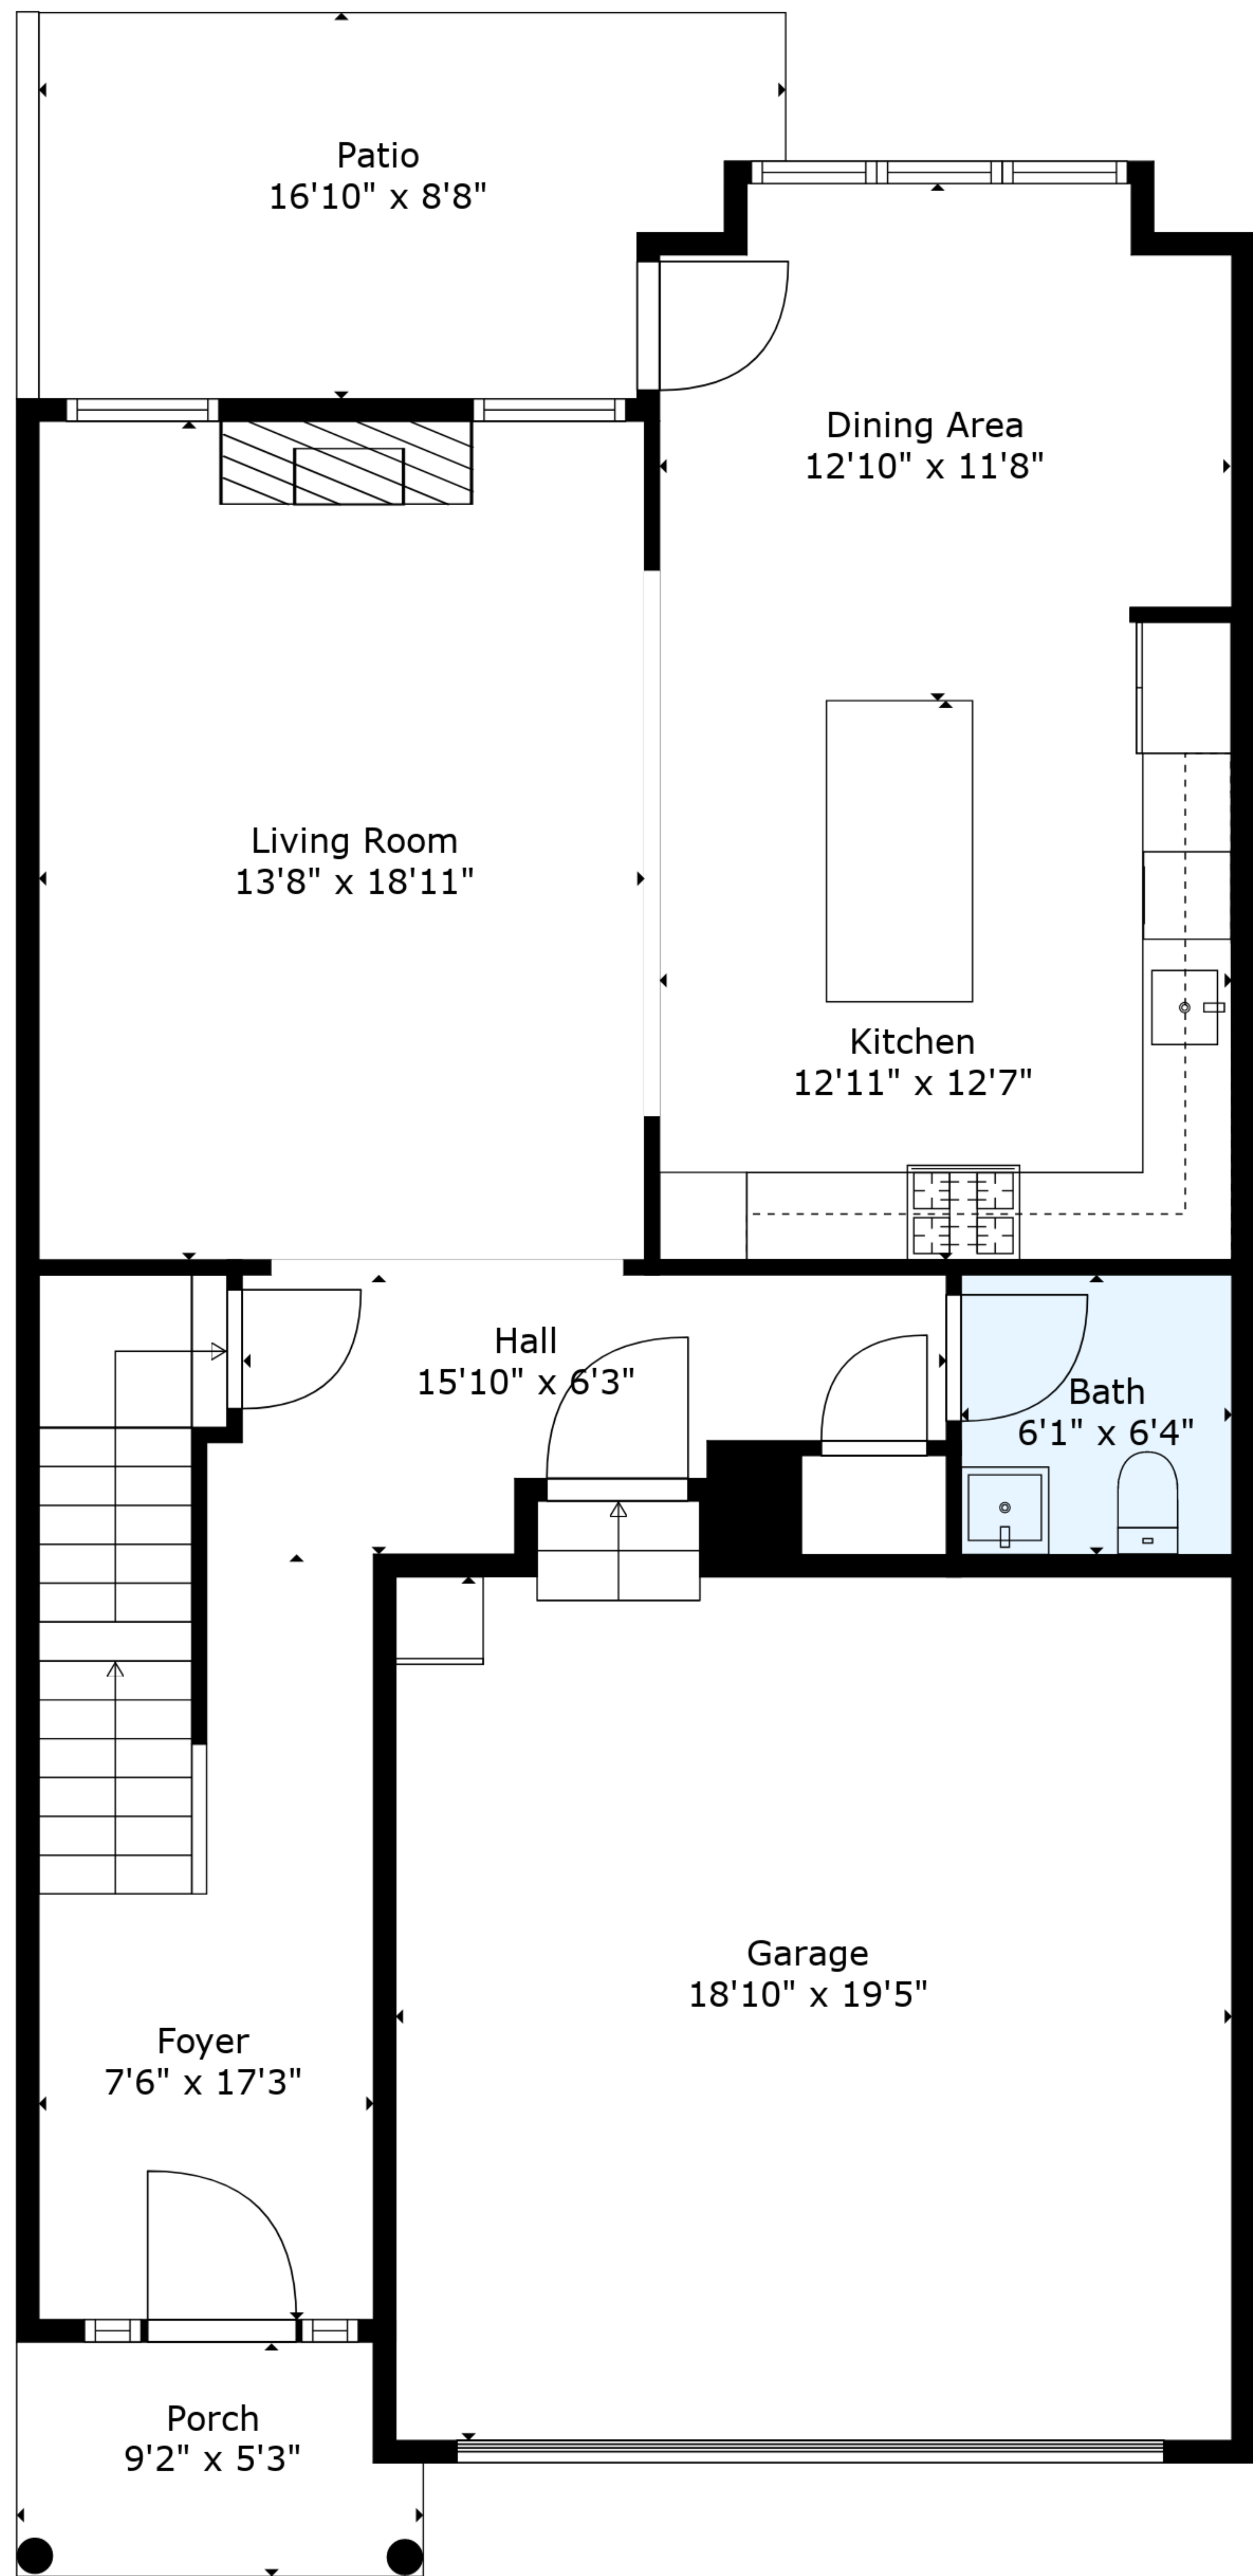 Patio
16'10" x 8'8"
Dining Area
12'10" x 11'8"
Living Room
13'8" x 18'11"
Kitchen
12'11" x 12'7"
Hall
15'10" x 6'3"
Bath
6'1" x 6'4"
Garage
18'10" x 19'5"
Foyer
7'6" x 17'3"
Porch
9'2" x 5'3"